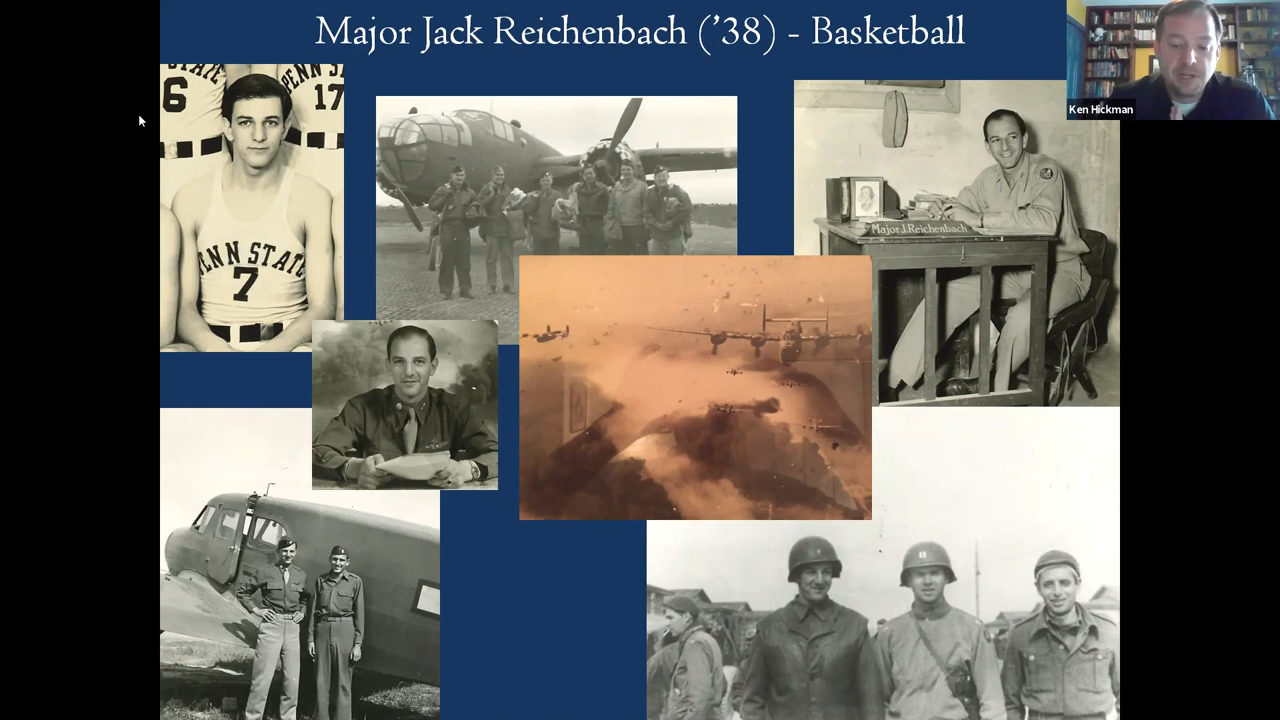 Major Jack Reichenbach (’38) - Basketball
Ken Hickman
STATE
6
PENN S
17
PENN STATE
7
Major J. Reichenbach